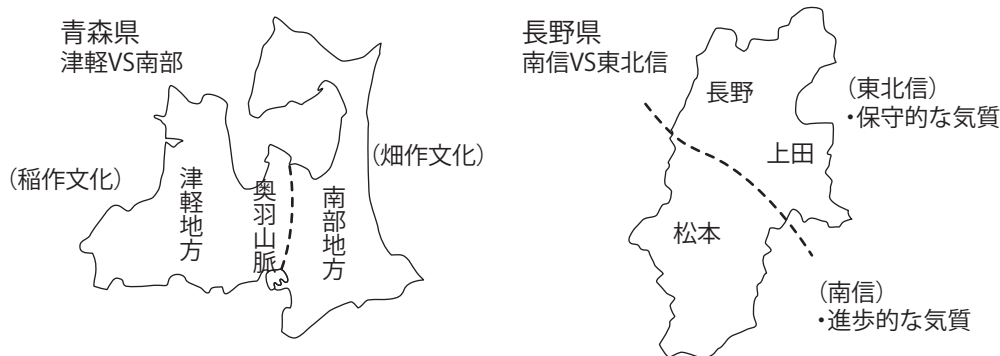 青森県
津軽VS南部
(稲作文化)
津軽地方
奥羽山脈
南部地方
(畑作文化)
長野県
南信VS東北信
長野
(東北信)
・保守的な気質
上田
松本
(南信)
・進歩的な気質